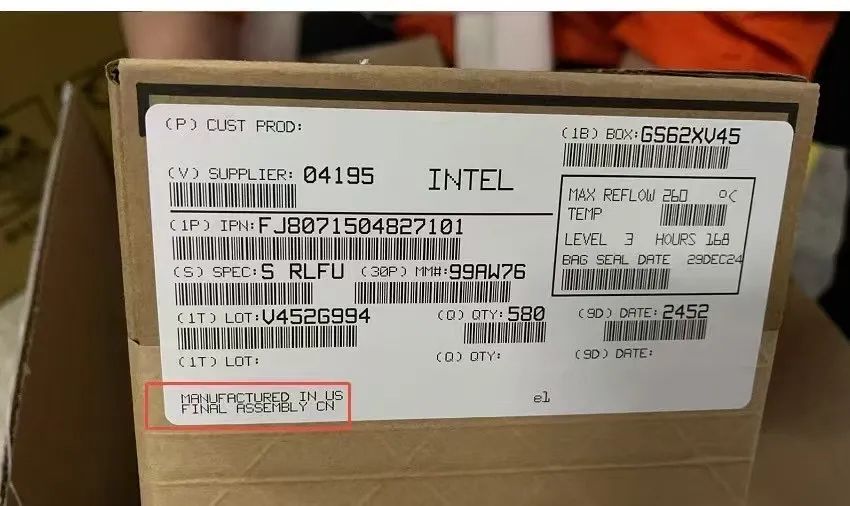 (P) CUST PROD:
(1B) BOX:G562XV45
(V) SUPPLIER: 04195
INTEL
MAX REFLOW 260 °C
TEMP
LEVEL 3 HOURS 168
BAG SEAL DATE 29DEC24
(1P) IPN:FJ8071504827101
(S) SPEC:S RLFU (30P) MM#:99AW76
(1T) LOT:V452G994 (Q) QTY:580 (9D) DATE:2452
(1T) LOT: (Q) QTY: (9D) DATE:
MANUFACTURED IN US
FINAL ASSEMBLY CN
e1